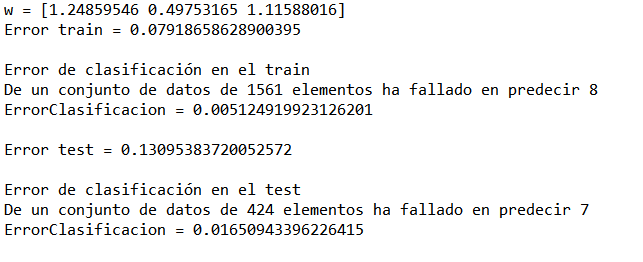 w = [1.24859546 0.49753165 1.11588016]
Error train = 0.07918658628900395
Error de clasificación en el train
De un conjunto de datos de 1561 elementos ha fallado en predecir 8
ErrorClasificacion = 0.005124919923126201
Error test = 0.13095383720052572
Error de clasificación en el test
De un conjunto de datos de 424 elementos ha fallado en predecir 7
ErrorClasificacion = 0.01650943396226415